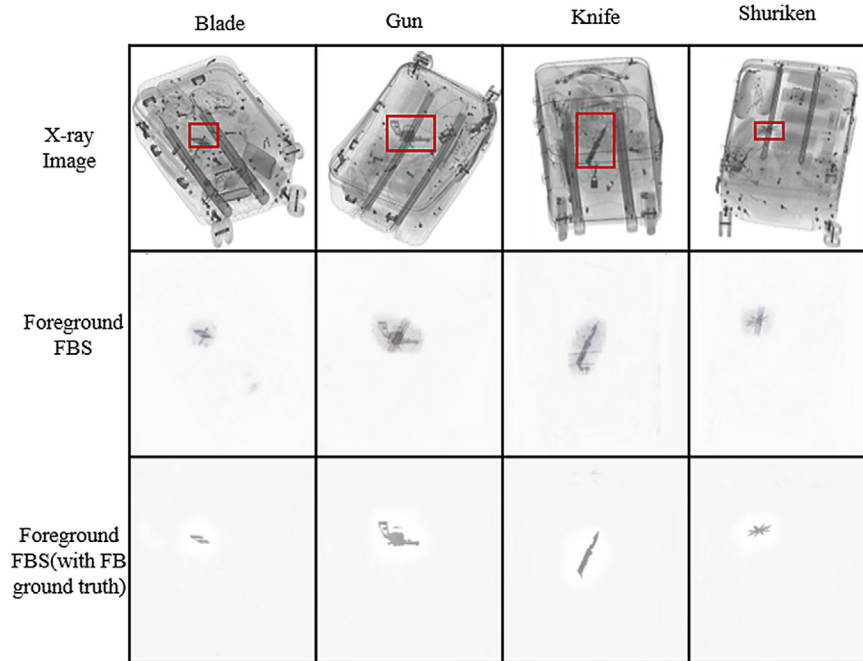 Blade Gun Knife Shuriken
X-ray
Image
Foreground
FBS
Foreground
FBS(with FB
ground truth)